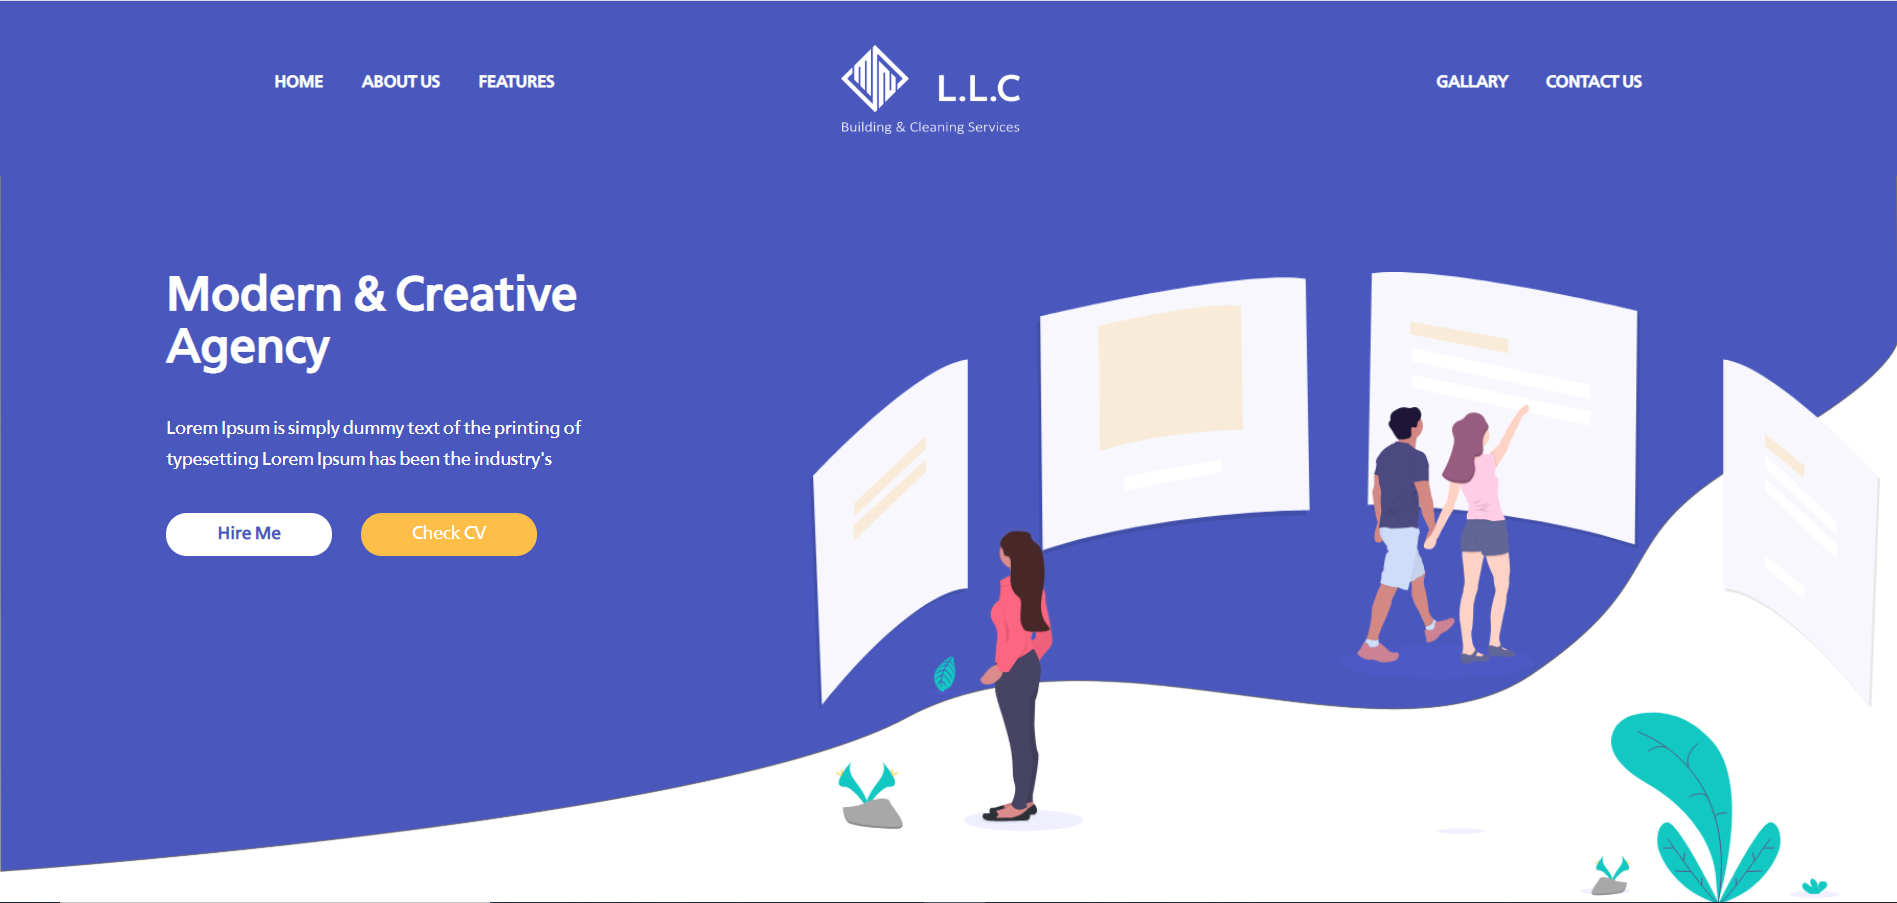 HOME ABOUT US FEATURES
L.L.C
Building & Cleaning Services
GALLARY CONTACT US
Modern & Creative
Agency
Lorem Ipsum is simply dummy text of the printing of
typesetting Lorem Ipsum has been the industry's
Hire Me
Check CV